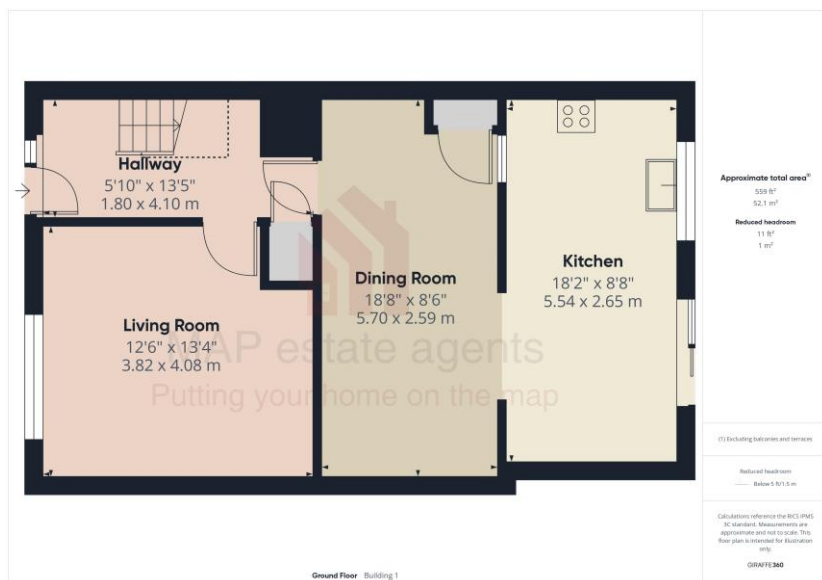 Hallway
5'10" x 13'5"
1.80 x 4.10 m
Living Room
12'6" x 13'4"
3.82 x 4.08 m
Dining Room
18'8" x 8'6"
5.70 x 2.59 m
Kitchen
18'2" x 8'8"
5.54 x 2.65 m
MAP estate agents
Putting your home on the map
Ground Floor Building 1
Approximate total area⁽¹⁾
559 ft²
52.1 m²
Reduced headroom
11 ft²
1 m²
(1) Excluding balconies and terraces
Reduced headroom
Below 5 ft/1.5 m
Calculations reference the RICS IPMS
3C standard. Measurements are
approximate and not to scale. This
floor plan is intended for illustration
only.
GIRAFFE360